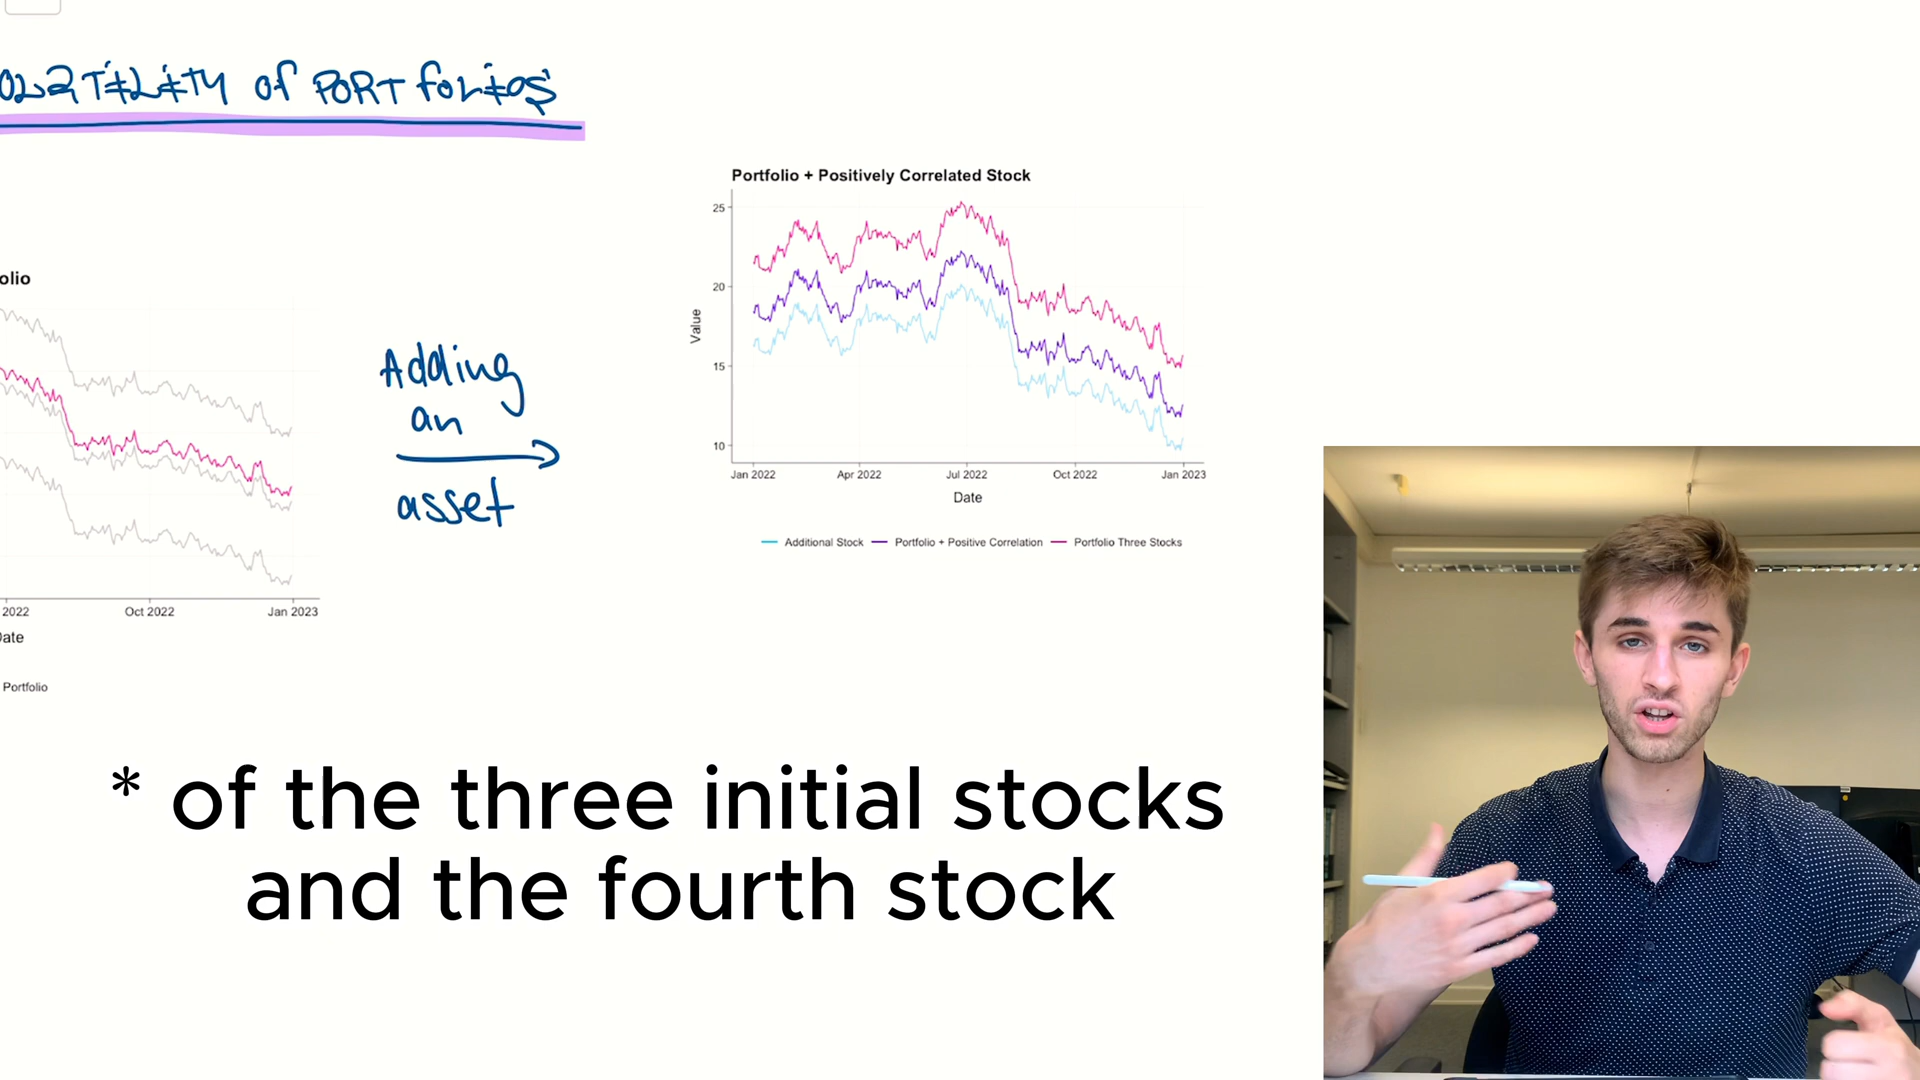 OLATILITY of PORTFOLIOS
Portfolio + Positively Correlated Stock
25
20
15
10
Value
Jan 2022
Apr 2022
Jul 2022
Oct 2022
Jan 2023
Date
Additional Stock
Portfolio + Positive Correlation
Portfolio Three Stocks
olio
2022
Oct 2022
Jan 2023
Date
Portfolio
Adding
an
asset
* of the three initial stocks
and the fourth stock